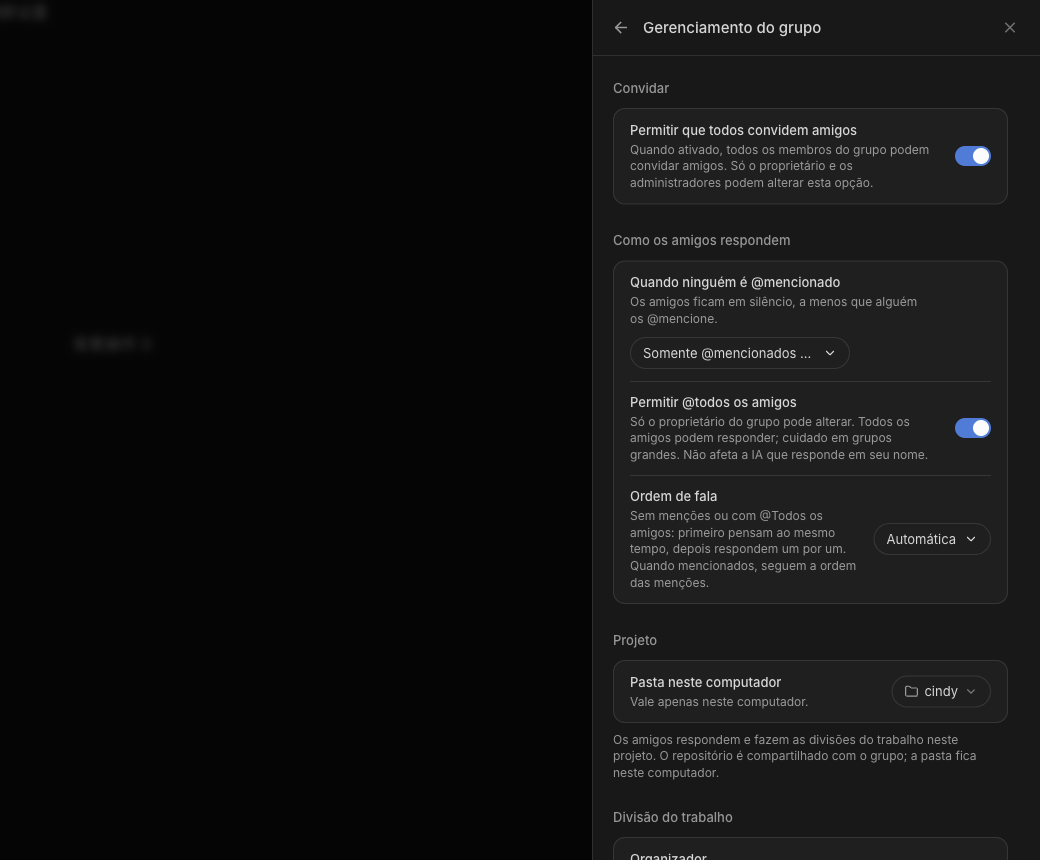 Gerenciamento do grupo
Convidar
Permitir que todos convidem amigos
Quando ativado, todos os membros do grupo podem
convidar amigos. Só o proprietário e os
administradores podem alterar esta opção.
Como os amigos respondem
Quando ninguém é @mencionado
Os amigos ficam em silêncio, a menos que alguém
os @mencione.
Somente @mencionados ...
Permitir @todos os amigos
Só o proprietário do grupo pode alterar. Todos os
amigos podem responder; cuidado em grupos
grandes. Não afeta a IA que responde em seu nome.
Ordem de fala
Sem menções ou com @Todos os
amigos: primeiro pensam ao mesmo
tempo, depois respondem um por um.
Quando mencionados, seguem a ordem
das menções.
Automática
Projeto
Pasta neste computador
Vale apenas neste computador.
cindy
Os amigos respondem e fazem as divisões do trabalho neste
projeto. O repositório é compartilhado com o grupo; a pasta fica
neste computador.
Divisão do trabalho
Organizador